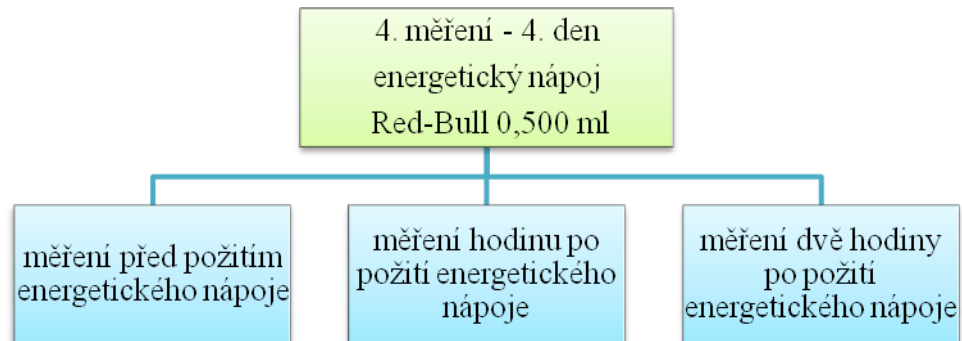 4. měření - 4. den
energetický nápoj
Red-Bull 0,500 ml
měření před požitím
energetického nápoje
měření hodinu po
požití energetického
nápoje
měření dvě hodiny
po požití
energetického nápoje